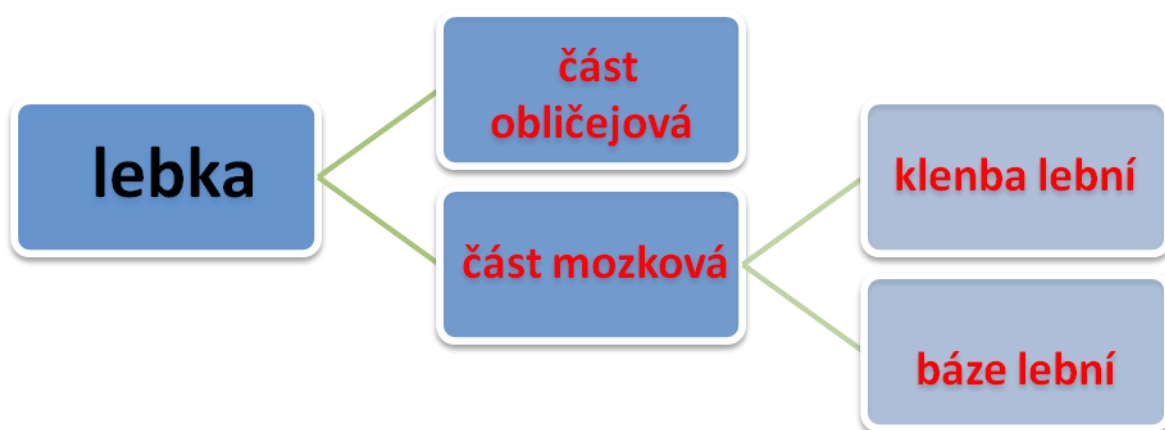 lebka
část
obličejová
část mozková
klenba lební
báze lební